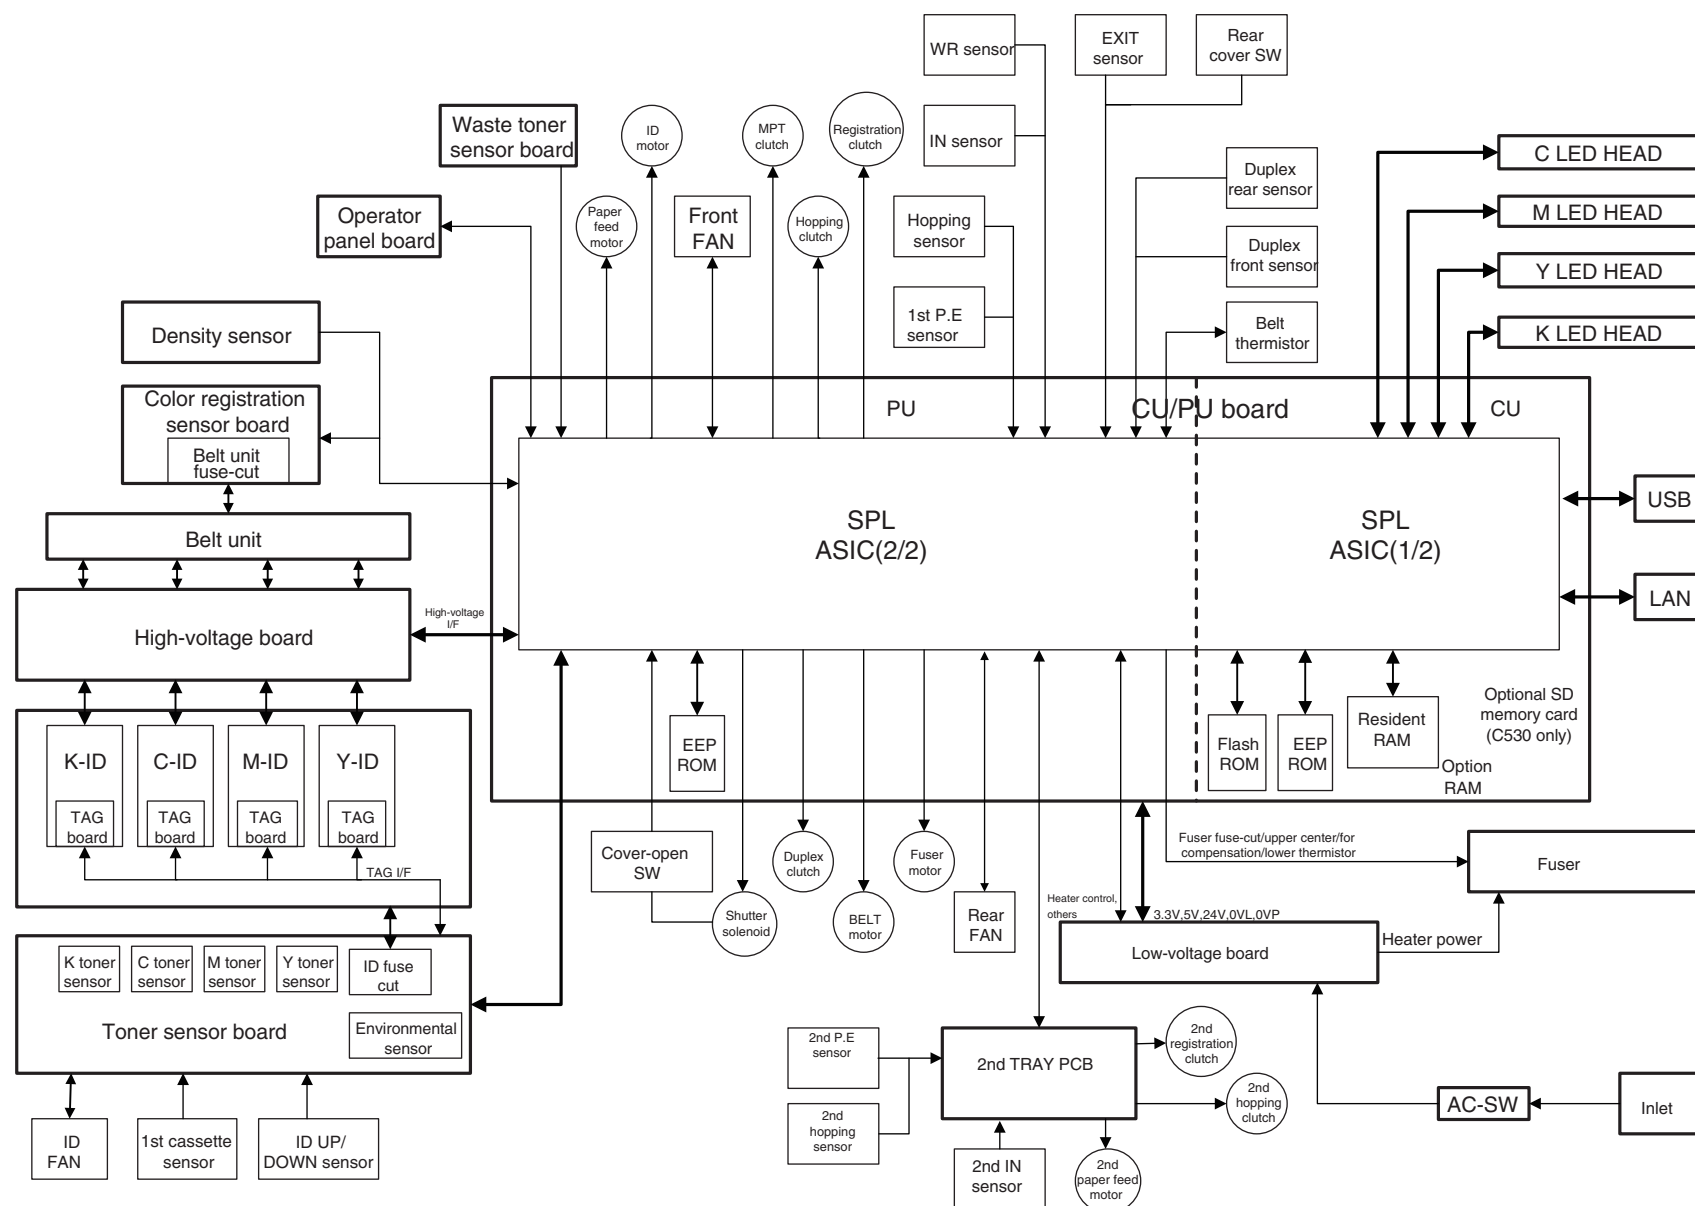 WR sensor
EXIT
sensor
Rear
cover SW
Waste toner
sensor board
ID
motor
MPT
clutch
Registration
clutch
IN sensor
C LED HEAD
Operator
panel board
Paper
feed
motor
Front
FAN
Hopping
clutch
Hopping
sensor
Duplex
rear sensor
M LED HEAD
Duplex
front sensor
Y LED HEAD
Density sensor
1st P.E
sensor
Belt
thermistor
K LED HEAD
Color registration
sensor board
Belt unit
fuse-cut
PU
CU/PU board
CU
Belt unit
SPL
ASIC(2/2)
SPL
ASIC(1/2)
USB
LAN
High-voltage board
High-voltage
I/F
K-ID
C-ID
M-ID
Y-ID
TAG
board
TAG
board
TAG
board
TAG
board
TAG I/F
EEP
ROM
Flash
ROM
EEP
ROM
Resident
RAM
Option
RAM
Optional SD
memory card
(C530 only)
Cover-open
SW
Duplex
clutch
Fuser
motor
Fuser fuse-cut/upper center/for
compensation/lower thermistor
Fuser
Shutter
solenoid
BELT
motor
Rear
FAN
Heater control,
others
3.3V,5V,24V,0VL,0VP
Low-voltage board
Heater power
K toner
sensor
C toner
sensor
M toner
sensor
Y toner
sensor
ID fuse
cut
Toner sensor board
Environmental
sensor
2nd P.E
sensor
2nd TRAY PCB
2nd
registration
clutch
2nd
hopping
sensor
2nd
hopping
clutch
AC-SW
Inlet
ID
FAN
1st cassette
sensor
ID UP/
DOWN sensor
2nd IN
sensor
2nd
paper feed
motor